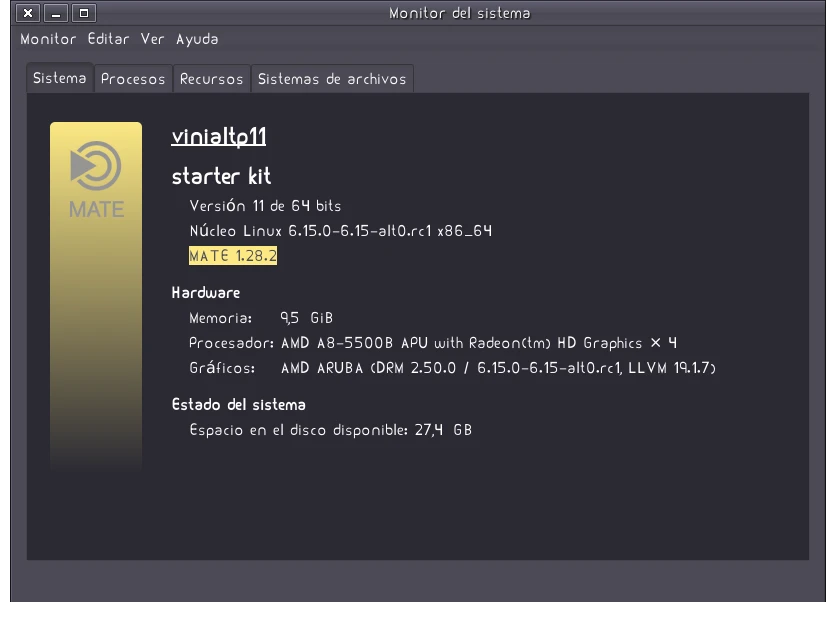 Monitor del sistema
Monitor Editar Ver Ayuda
Sistema Procesos Recursos Sistemas de archivos
MATE
vinialtp11
starter kit
Versión 11 de 64 bits
Núcleo Linux 6.15.0-6.15-alt0.rc1 x86_64
MATE 1.28.2
Hardware
Memoria: 9,5 GiB
Procesador: AMD A8-5500B APU with Radeon(tm) HD Graphics × 4
Gráficos: AMD ARUBA (DRM 2.50.0 / 6.15.0-6.15-alt0.rc1, LLVM 19.1.7)
Estado del sistema
Espacio en el disco disponible: 27,4 GB